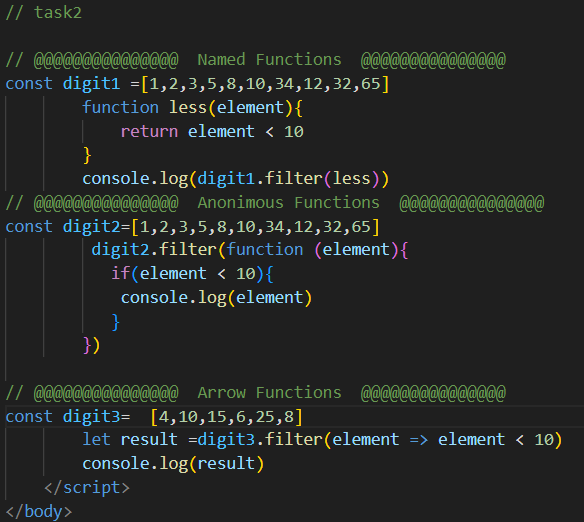 // task2
// @@@@@@@@@@@@@@@  Named Functions  @@@@@@@@@@@@@@@
const digit1 =[1,2,3,5,8,10,34,12,32,65]
function less(element){
return element < 10
}
console.log(digit1.filter(less))
// @@@@@@@@@@@@@@@  Anonimous Functions  @@@@@@@@@@@@@@@
const digit2=[1,2,3,5,8,10,34,12,32,65]
digit2.filter(function (element){
if(element < 10){
console.log(element)
}
})
// @@@@@@@@@@@@@@@  Arrow Functions  @@@@@@@@@@@@@@@
const digit3=  [4,10,15,6,25,8]
let result =digit3.filter(element => element < 10)
console.log(result)
</script>
</body>